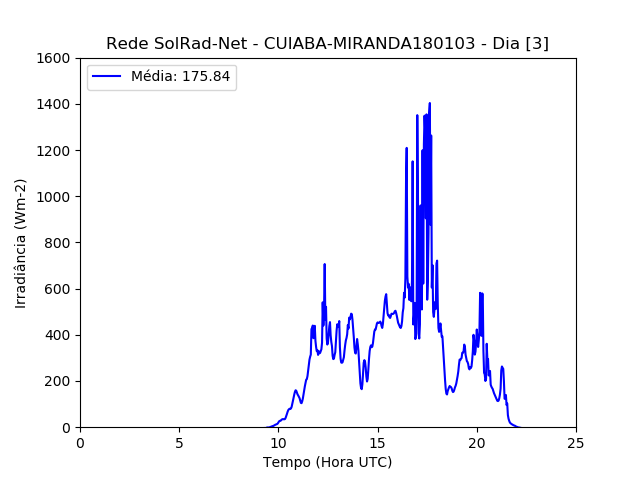 Rede SolRad-Net - CUIABA-MIRANDA180103 - Dia [3]
Média: 175.84
1600
1400
1200
1000
800
600
400
200
0
Irradiância (Wm-2)
0 5 10 15 20 25
Tempo (Hora UTC)